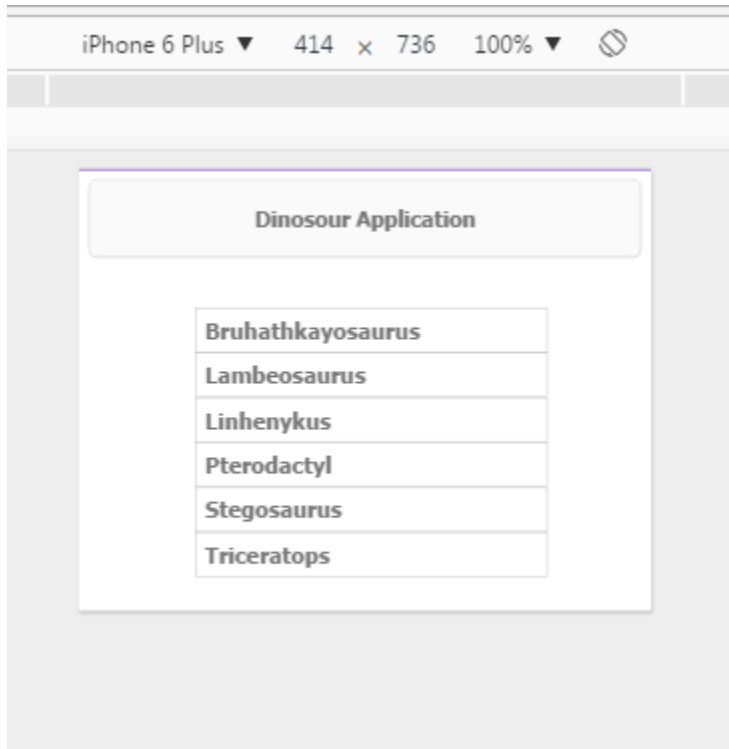 iPhone 6 Plus ▼ 414 x 736 100% ▼
Dinosour Application
Bruhathkayosaurus
Lambeosaurus
Linhenykus
Pterodactyl
Stegosaurus
Triceratops